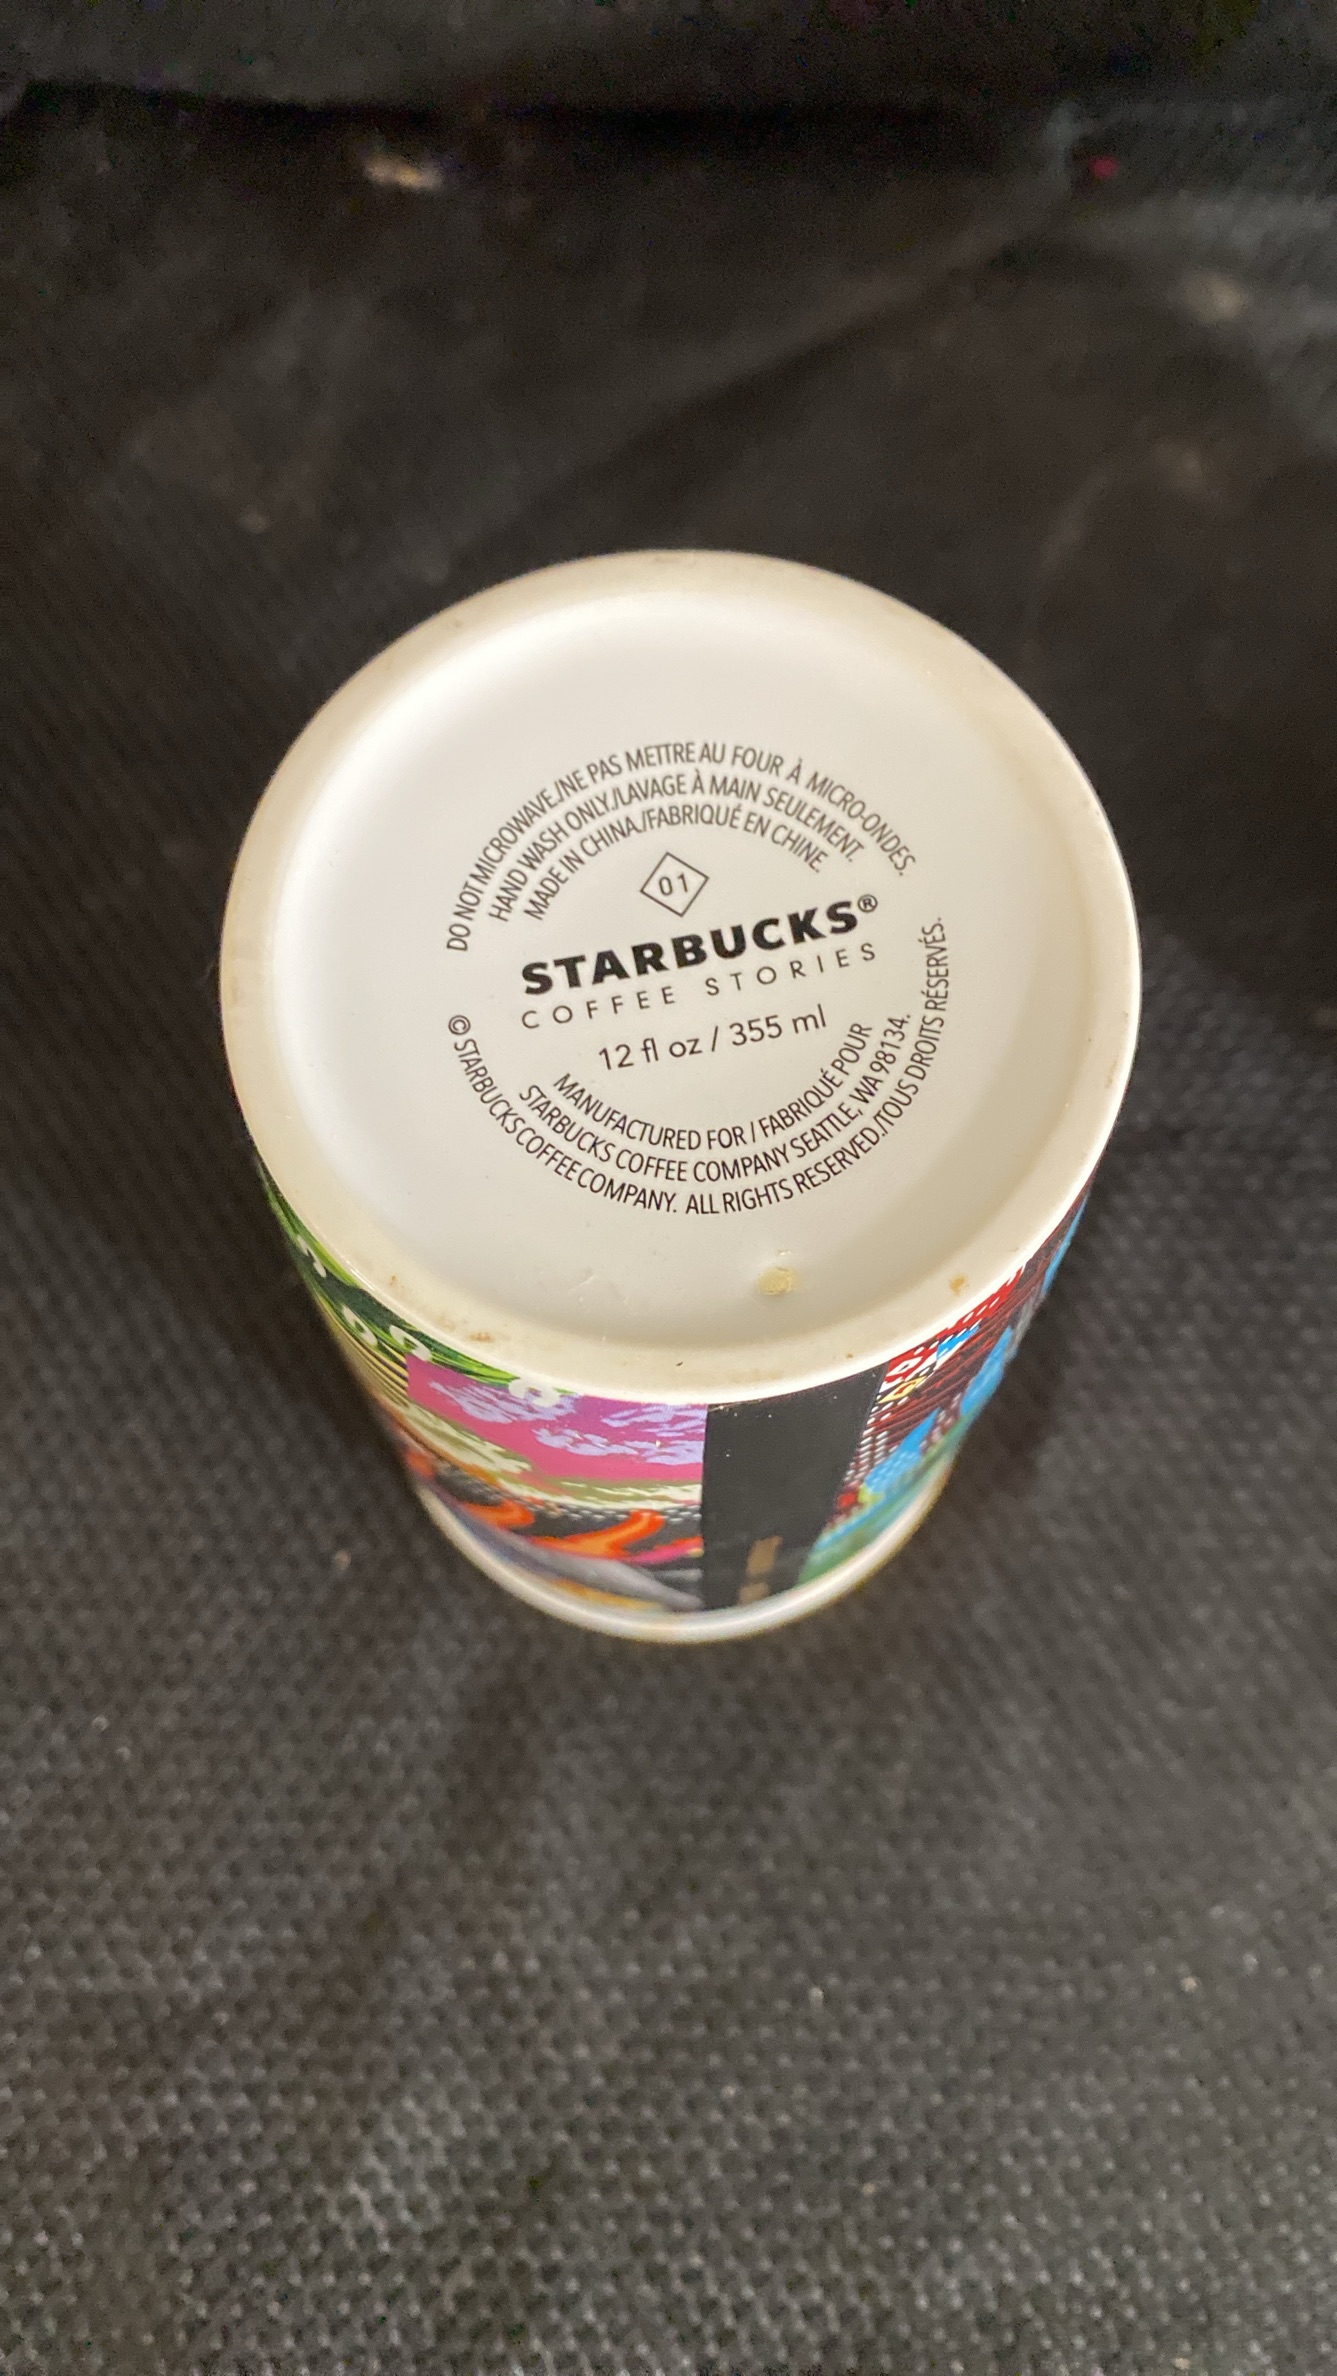 DO NOT MICROWAVE./NE PAS METTRE AU FOUR À MICRO-ONDES.
HAND WASH ONLY./LAVAGE À MAIN SEULEMENT.
MADE IN CHINA./FABRIQUÉ EN CHINE.
01
STARBUCKS®
COFFEE STORIES
12 fl oz / 355 ml
MANUFACTURED FOR / FABRIQUÉ POUR
STARBUCKS COFFEE COMPANY SEATTLE, WA 98134.
© STARBUCKS COFFEE COMPANY. ALL RIGHTS RESERVED./TOUS DROITS RÉSERVÉS.